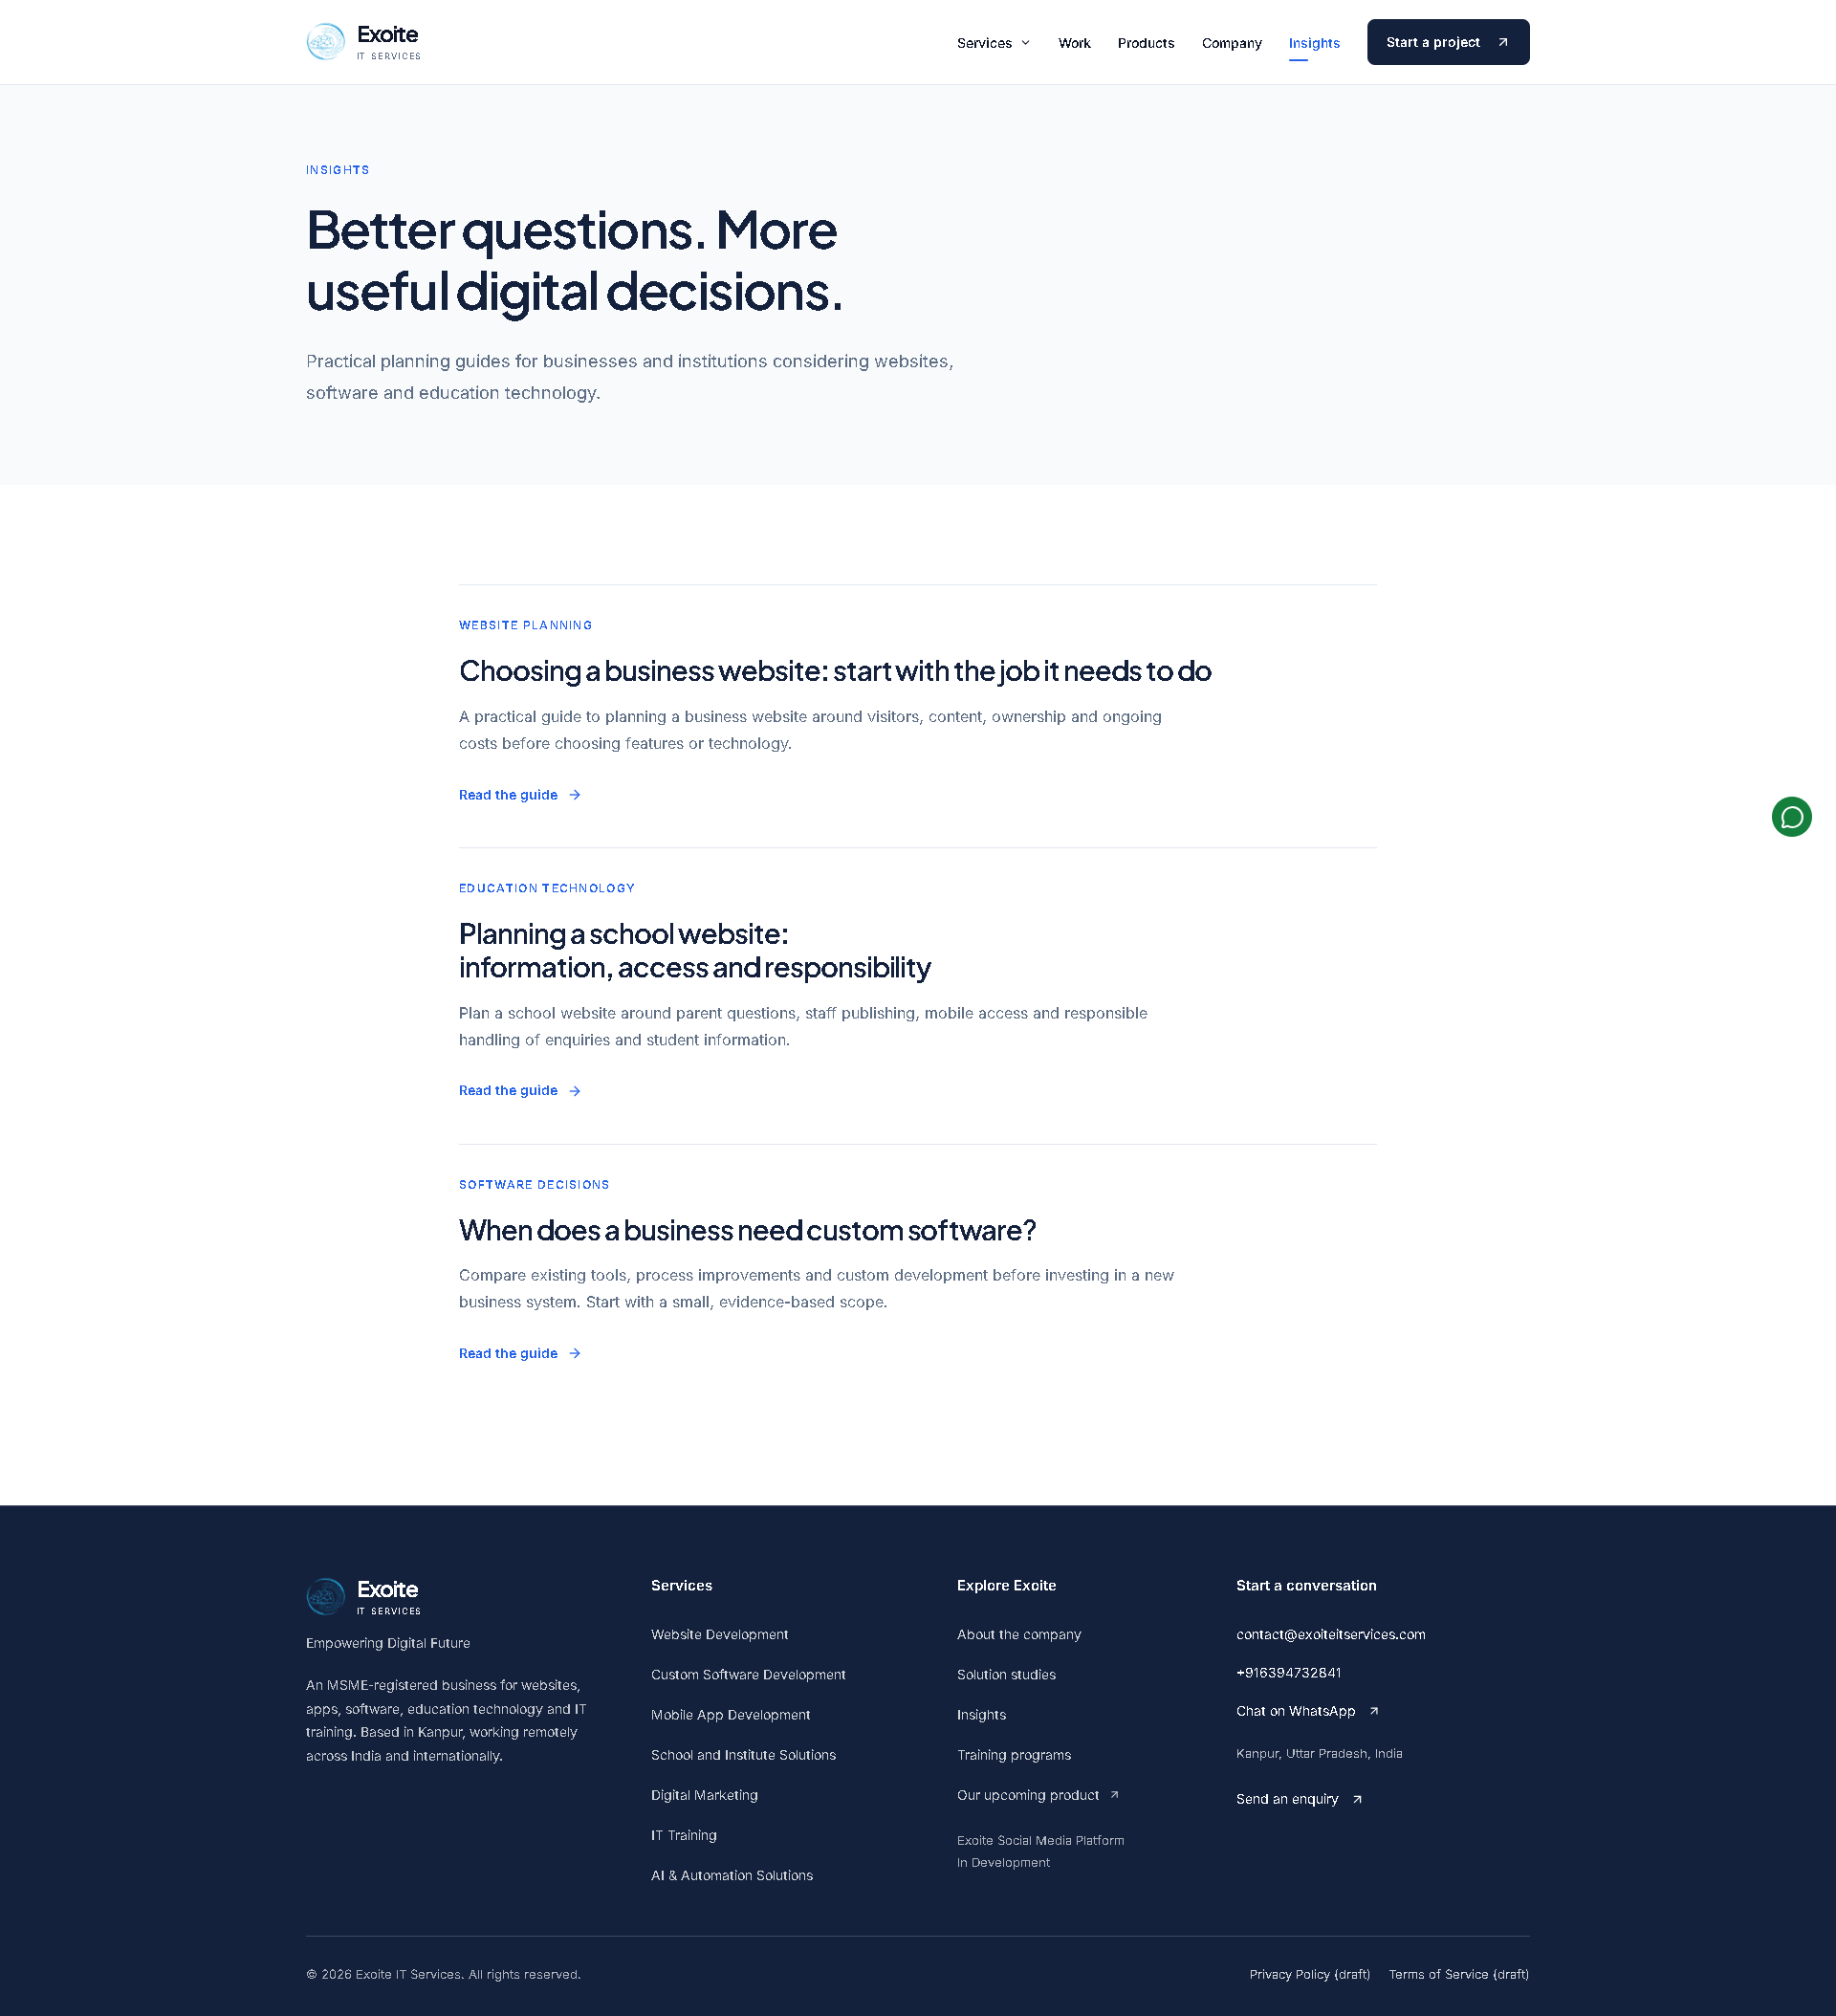 Exoite
IT SERVICES
Services
Work
Products
Company
Insights
Start a project
INSIGHTS
Better questions. More
useful digital decisions.
Practical planning guides for businesses and institutions considering websites,
software and education technology.
WEBSITE PLANNING
Choosing a business website: start with the job it needs to do
A practical guide to planning a business website around visitors, content, ownership and ongoing
costs before choosing features or technology.
Read the guide
EDUCATION TECHNOLOGY
Planning a school website:
information, access and responsibility
Plan a school website around parent questions, staff publishing, mobile access and responsible
handling of enquiries and student information.
Read the guide
SOFTWARE DECISIONS
When does a business need custom software?
Compare existing tools, process improvements and custom development before investing in a new
business system. Start with a small, evidence-based scope.
Read the guide
Exoite
IT SERVICES
Empowering Digital Future
An MSME-registered business for websites,
apps, software, education technology and IT
training. Based in Kanpur, working remotely
across India and internationally.
Services
Website Development
Custom Software Development
Mobile App Development
School and Institute Solutions
Digital Marketing
IT Training
AI & Automation Solutions
Explore Exoite
About the company
Solution studies
Insights
Training programs
Our upcoming product
Exoite Social Media Platform
In Development
Start a conversation
contact@exoiteitservices.com
+916394732841
Chat on WhatsApp
Kanpur, Uttar Pradesh, India
Send an enquiry
© 2026 Exoite IT Services. All rights reserved.
Privacy Policy (draft)
Terms of Service (draft)